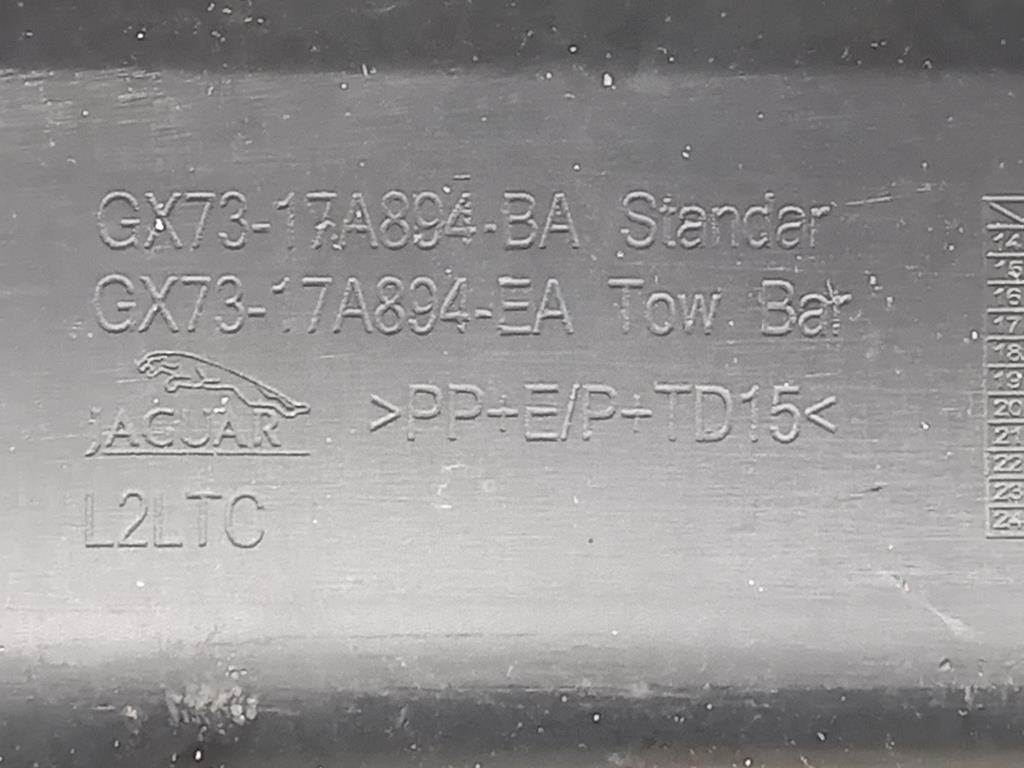 GX73-17A894-BA Standar
GX73-17A894-EA Tow Bar
JAGUAR
>PP+E/P+TD15<
L2LTC
14
15
16
17
18
19
20
21
22
23
24